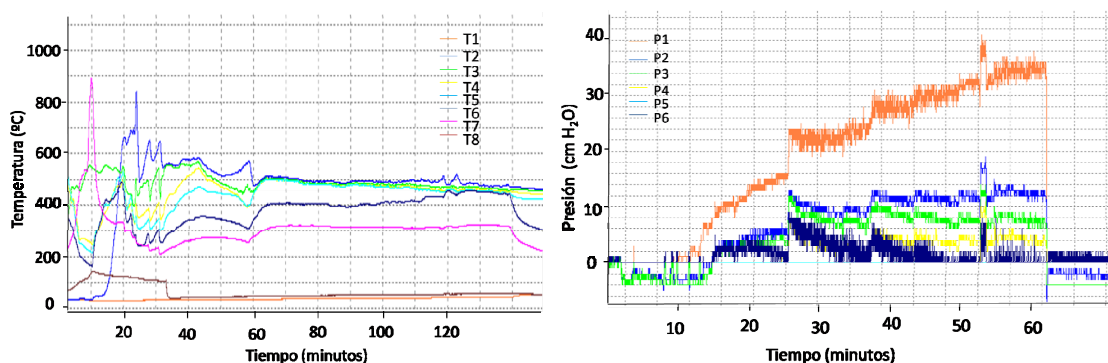 1000
800
600
400
200
0
20
40
60
80
100
120
Temperatura (ºC)
Tiempo (minutos)
T1
T2
T3
T4
T5
T6
T7
T8
40
30
20
10
0
10
20
30
40
50
60
Presión (cm H2O)
Tiempo (minutos)
P1
P2
P3
P4
P5
P6